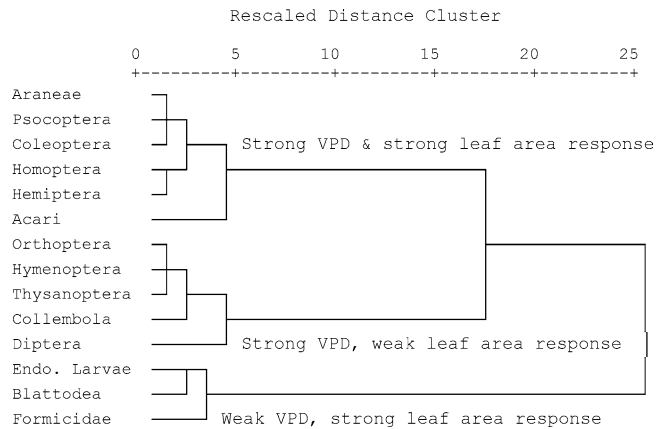 Rescaled Distance Cluster
0 5 10 15 20 25
Araneae
Psocoptera
Coleoptera Strong VPD & strong leaf area response
Homoptera
Hemiptera
Acari
Orthoptera
Hymenoptera
Thysanoptera
Collembola
Diptera Strong VPD, weak leaf area response
Endo. Larvae
Blattodea
Formicidae Weak VPD, strong leaf area response